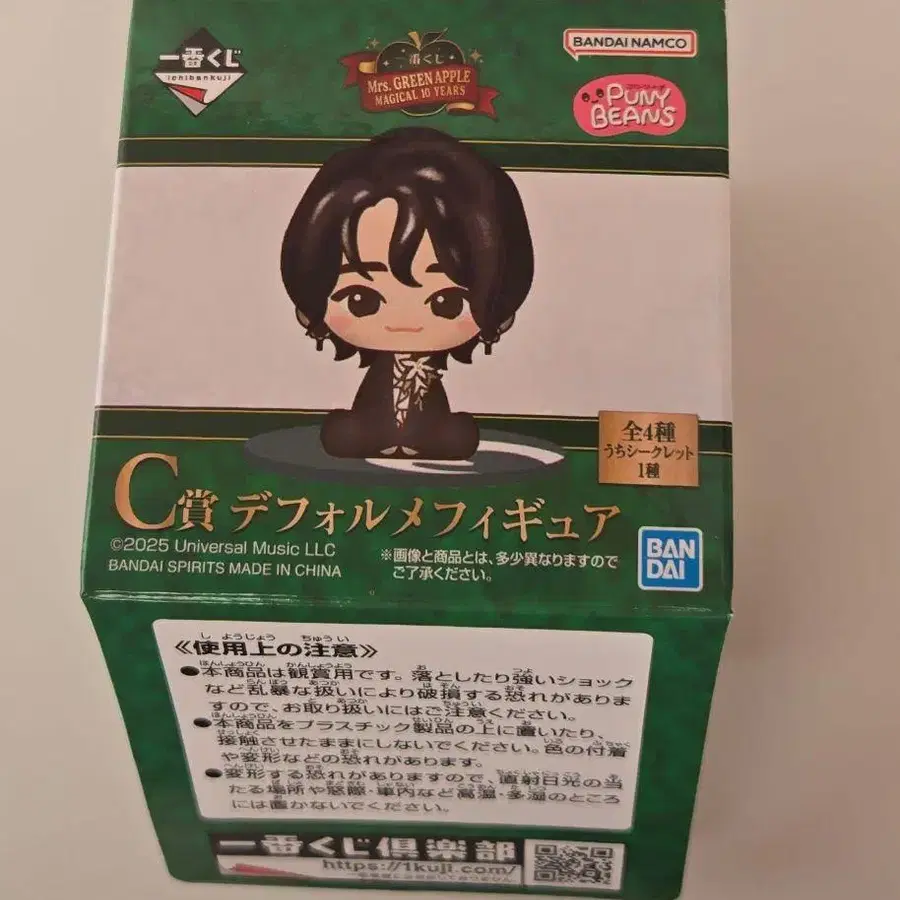 一番くじ
ichibankuji
一番くじ
Mrs. GREEN APPLE
MAGICAL 10 YEARS
BANDAI NAMCO
PUNY
BEANS
全4種
うちシークレット
1種
C賞 デフォルメフィギュア
©2025 Universal Music LLC
BANDAI SPIRITS MADE IN CHINA
※画像と商品とは、多少異なりますので
ご了承ください。
BAN
DAI
しようじょう ちゅうい
≪使用上の注意≫
●本商品は観賞用です。落としたり強いショック
など乱暴な扱いにより破損する恐れがありま
すので、お取り扱いにはご注意ください。
●本商品をプラスチック製品の上に置いたり、
接触させたままにしないでください。色の付着
や変形などの恐れがあります。
●変形する恐れがありますので、直射日光の当
たる場所や窓際・車内など高温・多湿のところ
には置かないでください。
一番くじ倶楽部
https://1kuji.com/